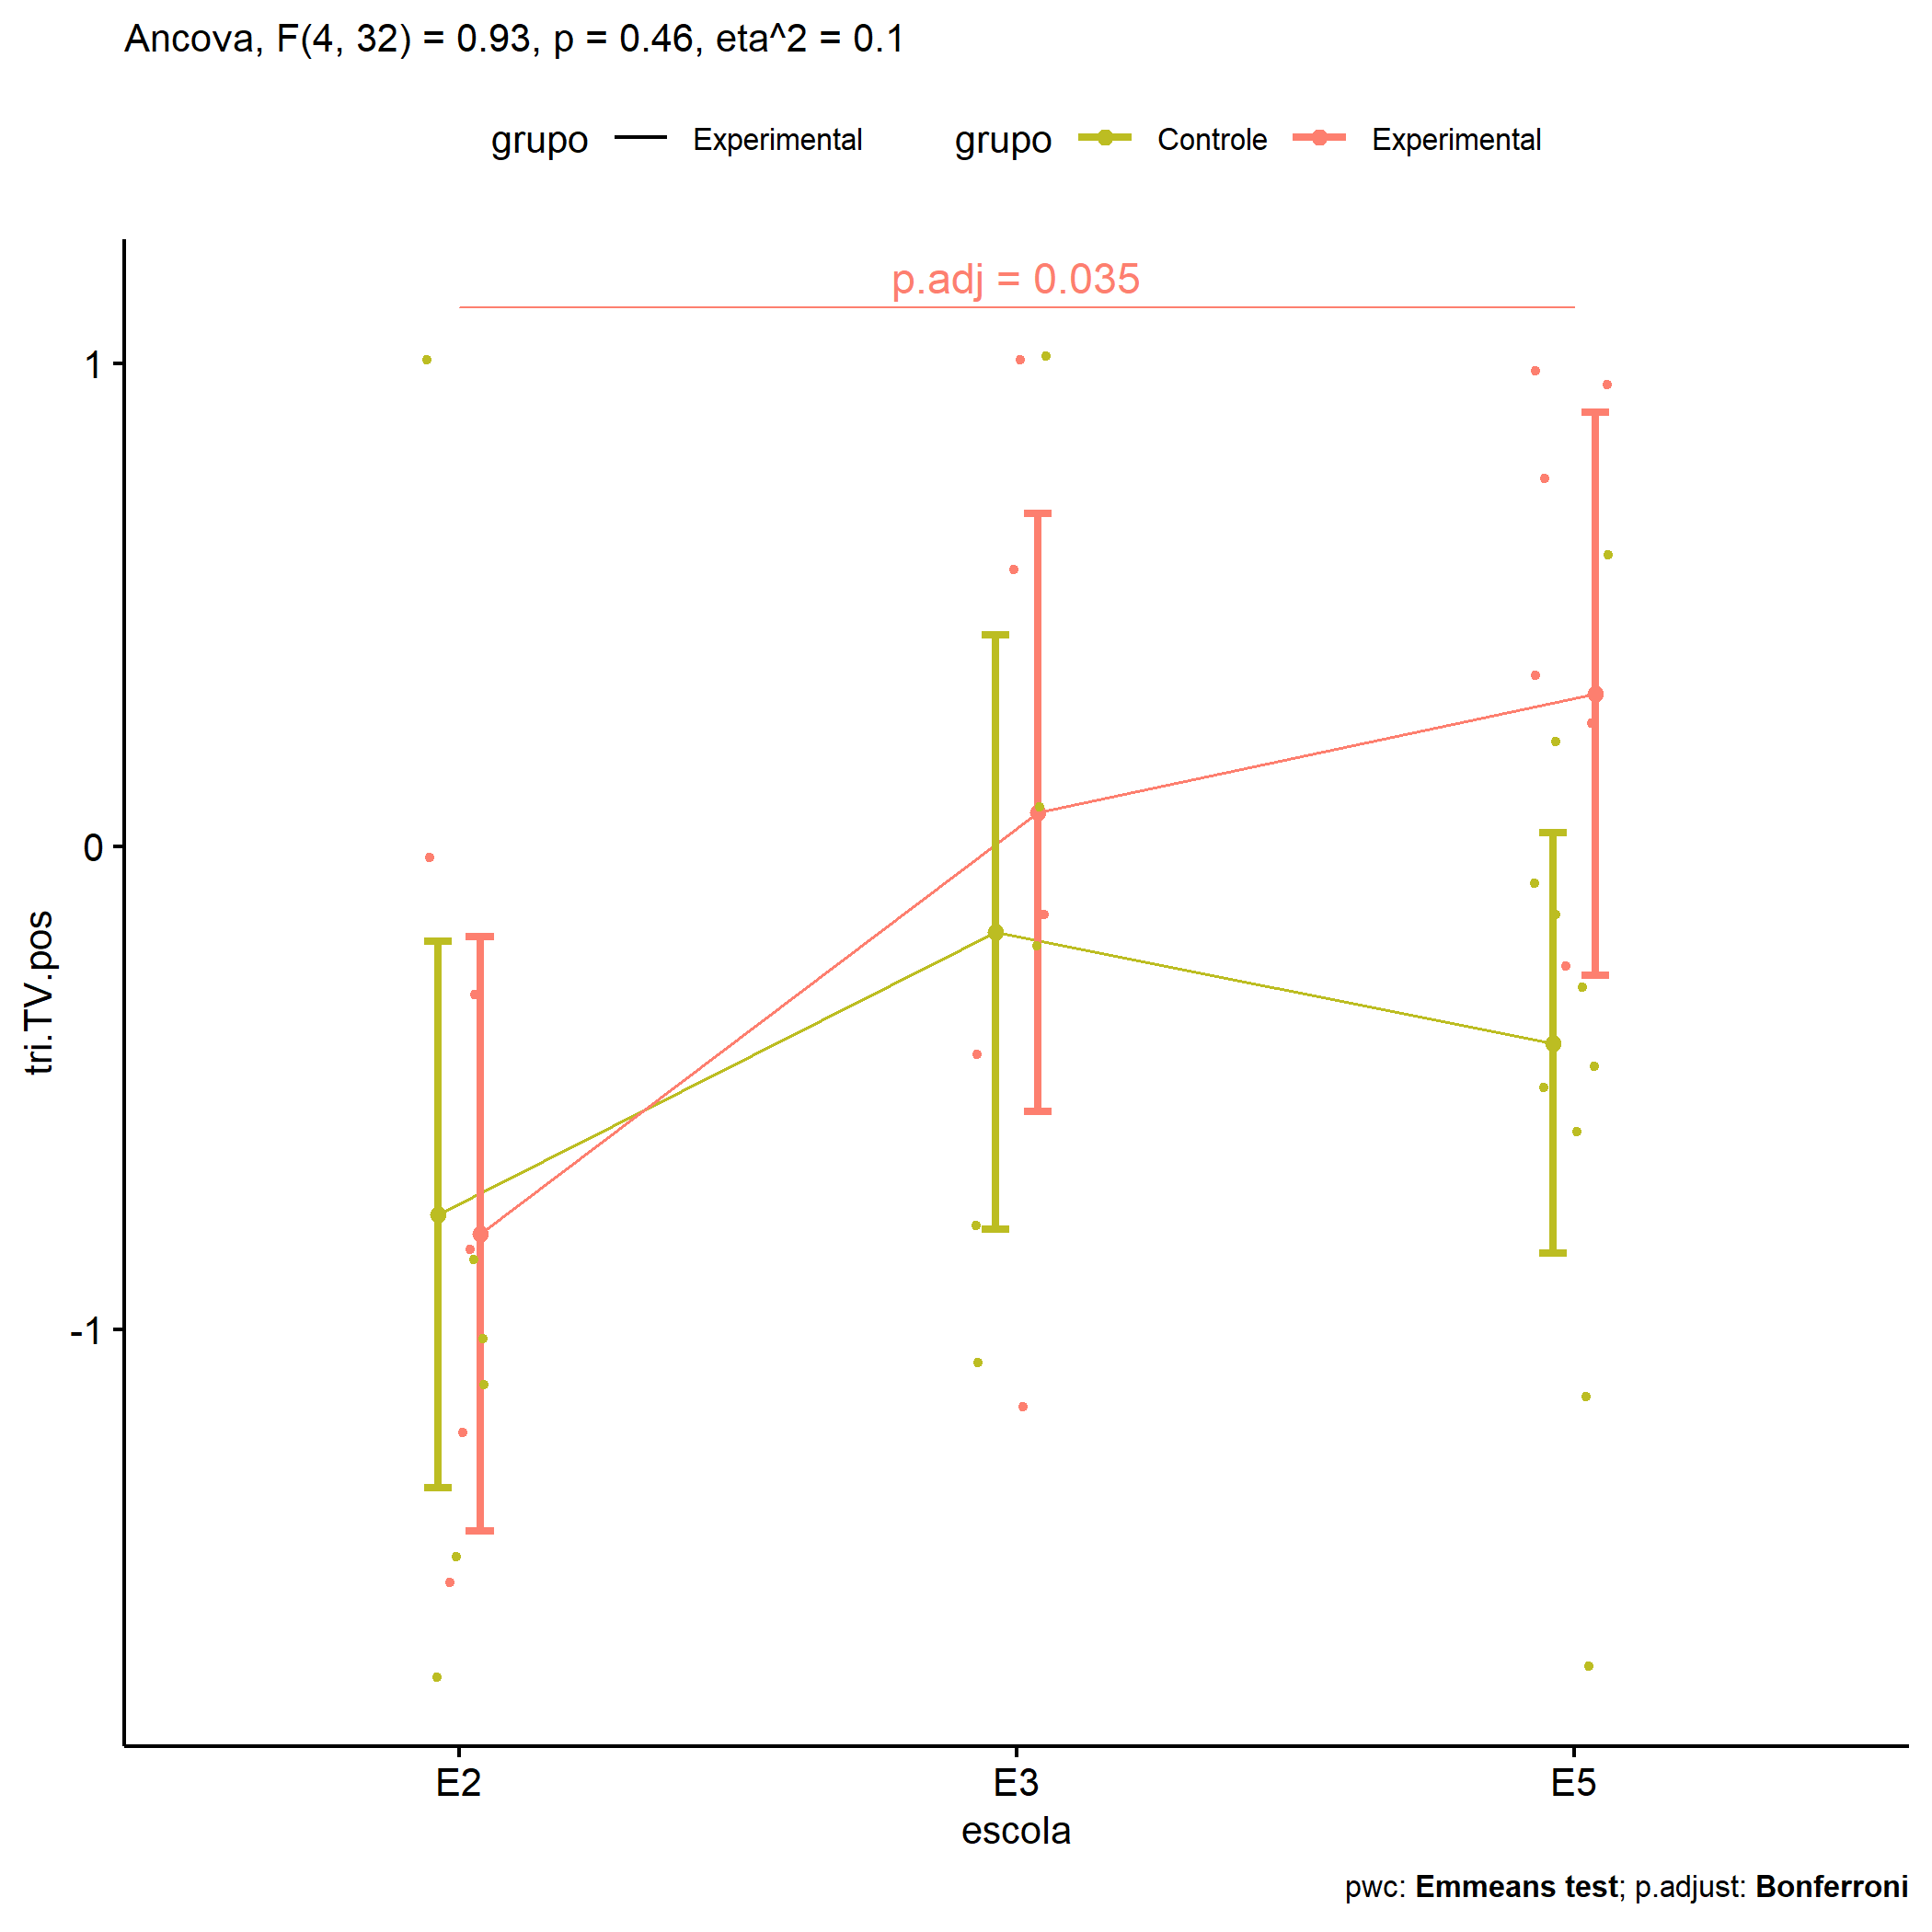 Ancova, F(4, 32) = 0.93, p = 0.46, eta^2 = 0.1
grupo Experimental grupo Controle Experimental
p.adj = 0.035
1
0
-1
tri.TV.pos
E2 E3 E5
escola
pwc: Emmeans test; p.adjust: Bonferroni